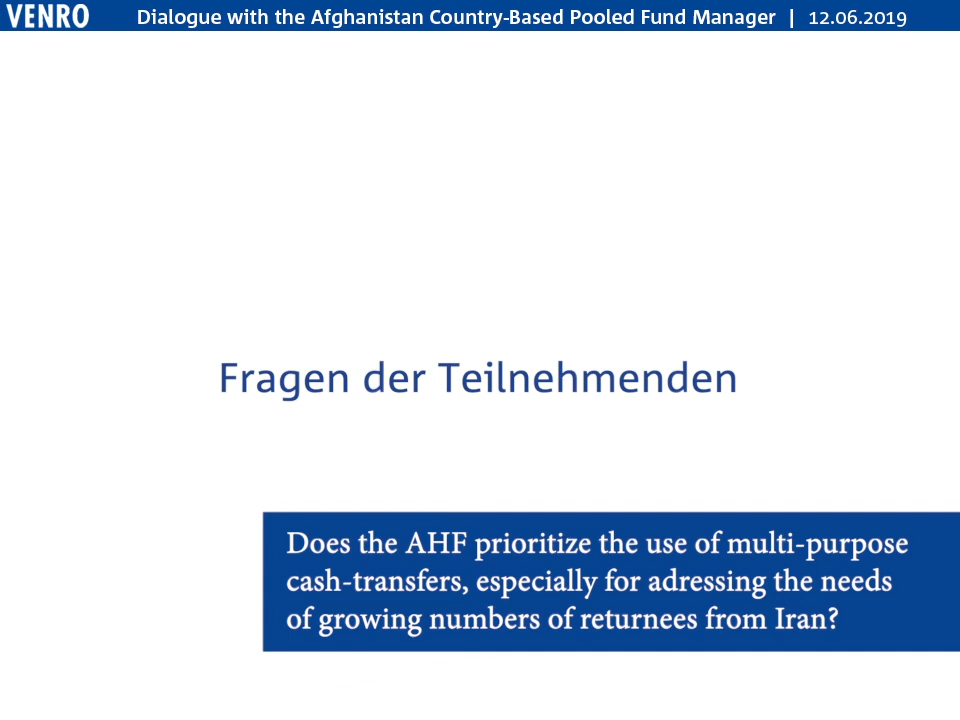 VENRO Dialogue with the Afghanistan Country-Based Pooled Fund Manager | 12.06.2019
Fragen der Teilnehmenden
Does the AHF prioritize the use of multi-purpose
cash-transfers, especially for adressing the needs
of growing numbers of returnees from Iran?